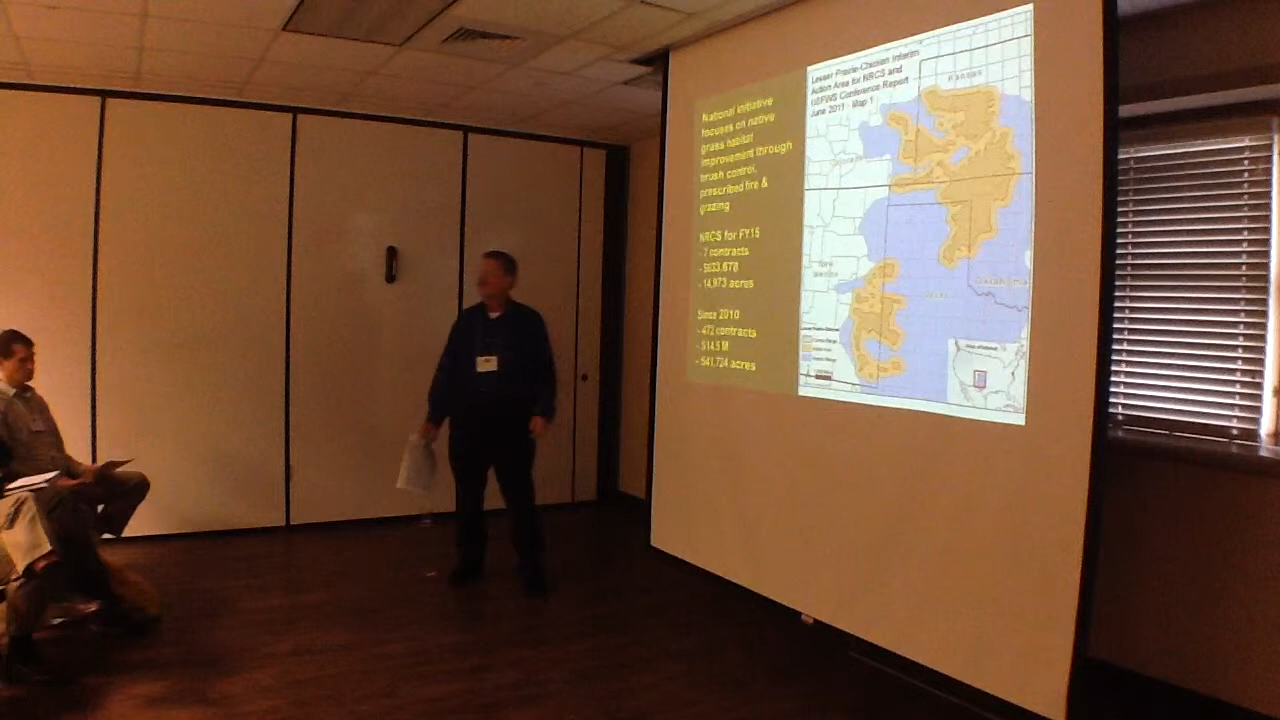 National Initiative
focuses on native
grass habitat
improvement through
brush control,
prescribed fire &
grazing
NRCS for FY15
- 7 contracts
- $633,678
- 14,973 acres
Since 2010
- 472 contracts
- $14.5 M
- 541,724 acres
Lesser Prairie-Chicken Interim
Action Area for NRCS and
USFWS Conference Report
June 2011 - Map 1
Kansas
Colorado
New
Mexico
Texas
Oklahoma